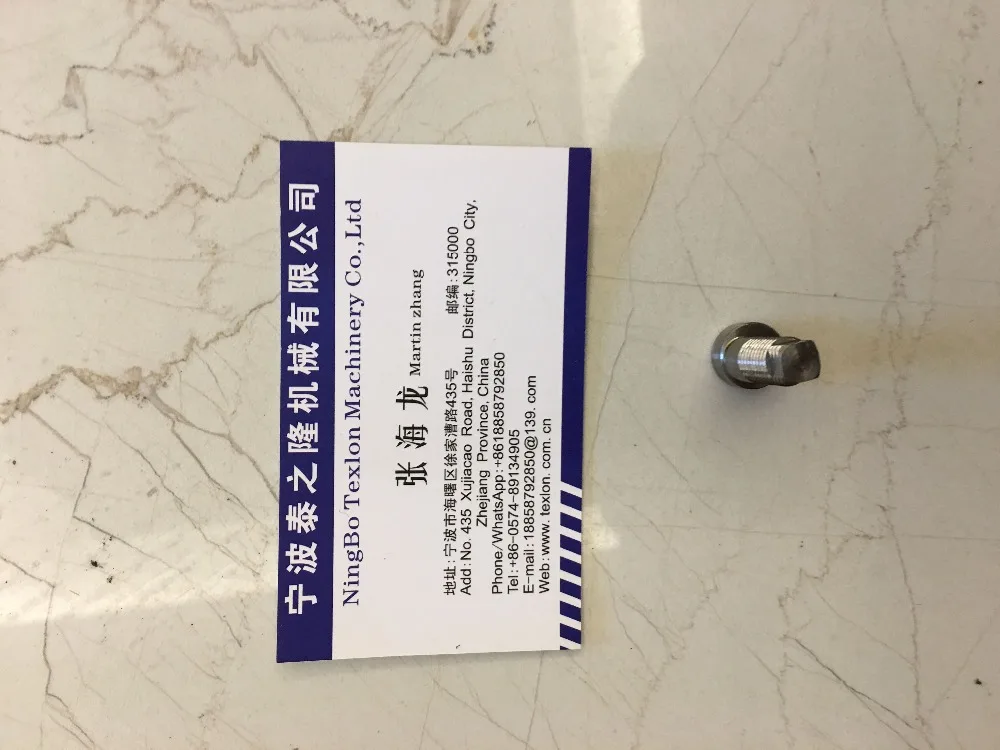 宁波泰之隆机械有限公司
NingBo Texlon Machinery Co.,Ltd
张海龙 Martin zhang
地址:宁波市海曙区徐家漕路435号 邮编:315000
Add:No. 435 Xujiacao Road, Haishu District, Ningbo City,
Zhejiang Province, China
Phone/WhatsApp:+8618858792850
Tel:+86-0574-89134905
E-mail:18858792850@139.com
Web:www.texlon.com.cn